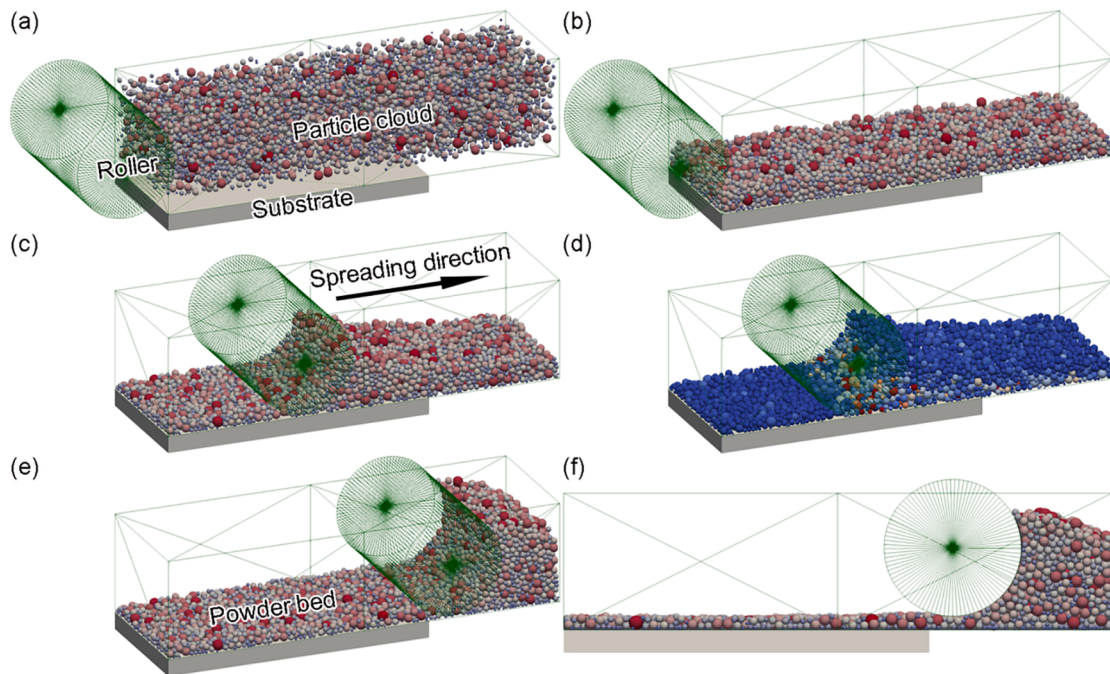 (a)
Particle cloud
Roller
Substrate
(b)
(c)
Spreading direction
(d)
(e)
Powder bed
(f)